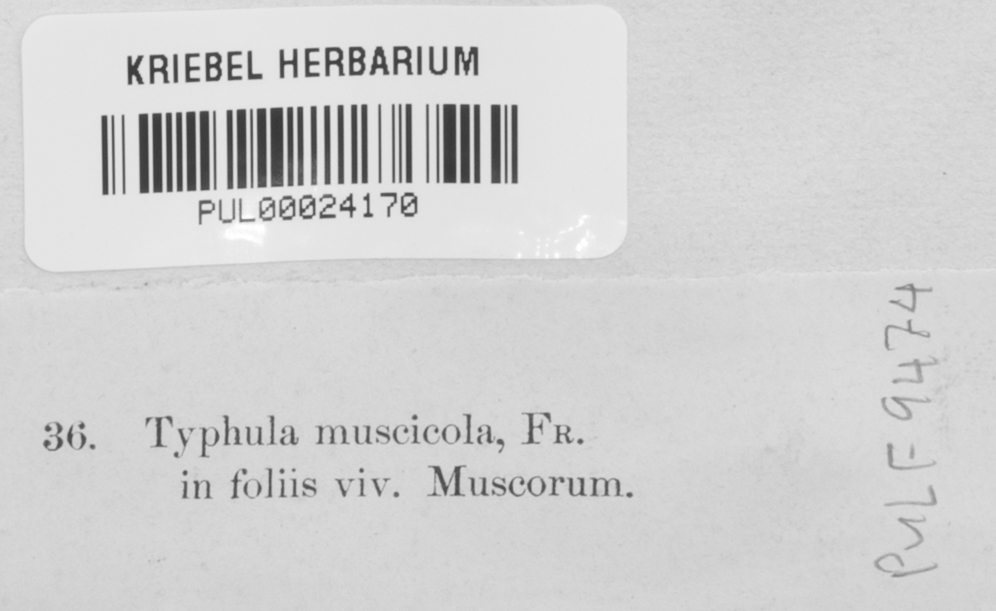 KRIEBEL HERBARIUM
PUL00024170
36. Typhula muscicola, FR.
in foliis viv. Muscorum.
PUL F 9474